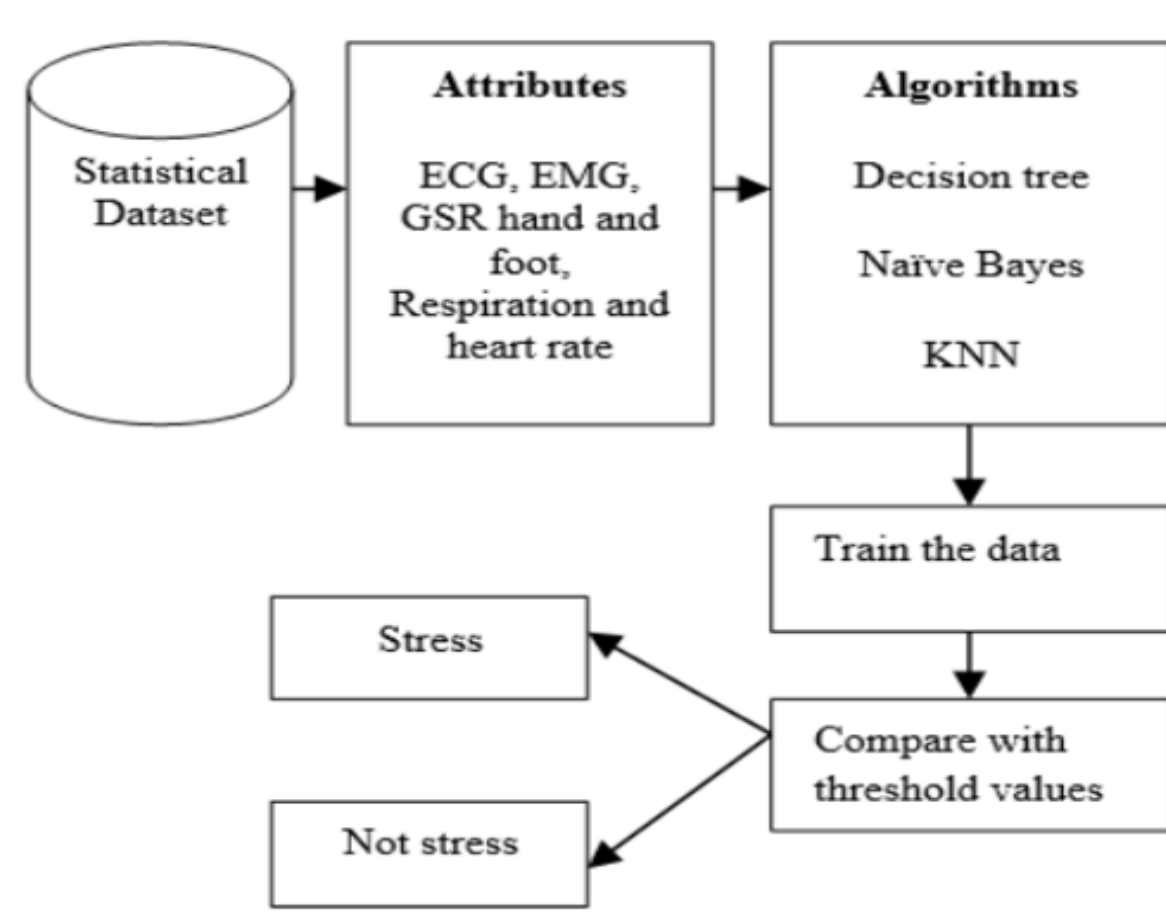 Statistical
Dataset
Attributes
ECG, EMG,
GSR hand and
foot,
Respiration and
heart rate
Algorithms
Decision tree
Naïve Bayes
KNN
Train the data
Compare with
threshold values
Stress
Not stress